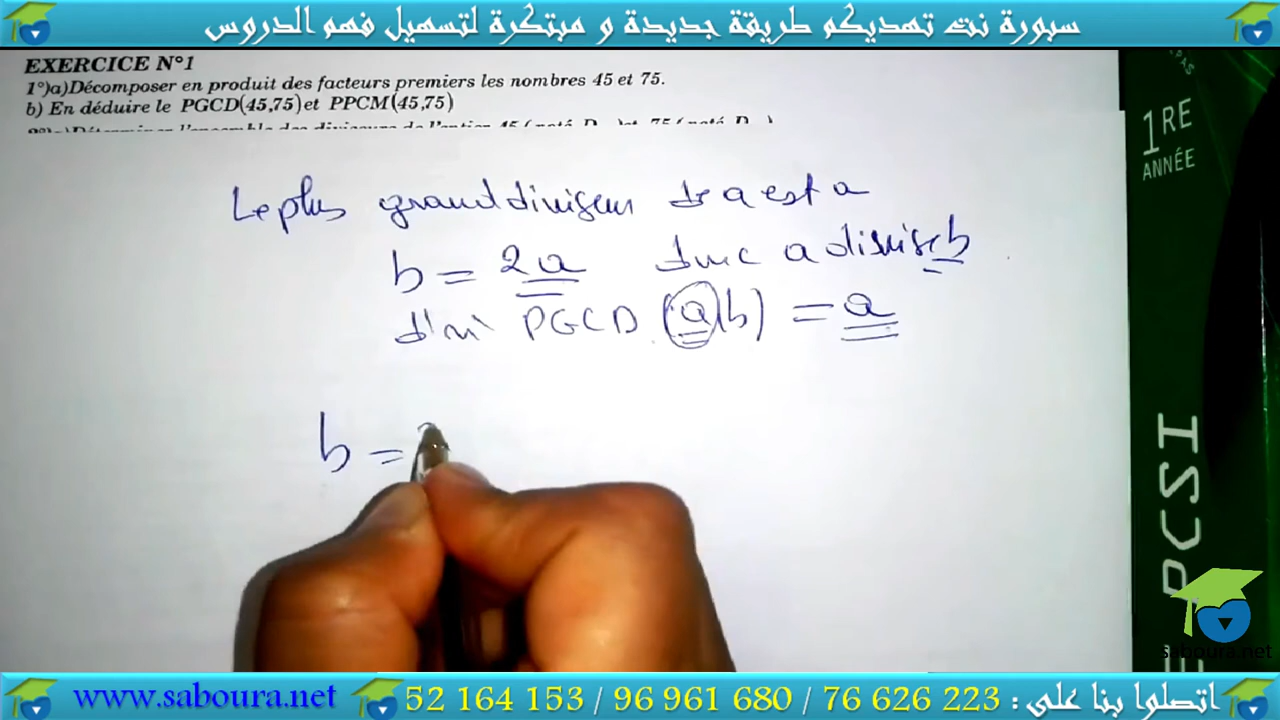 سبورة نت تهديكم طريقة جديدة و مبتكرة لتسهيل فهم الدروس
EXERCICE N°1
1°)a)Décomposer en produit des facteurs premiers les nombres 45 et 75.
b) En déduire le PGCD(45,75)et PPCM(45,75)
Le plus grand diviseur de a est a
b = 2a donc a divise b
d'où PGCD (a,b) = a
b =
1RE
ANNÉE
saboura.net
www.saboura.net
52 164 153 / 96 961 680 / 76 626 223 : اتصلوا بنا على